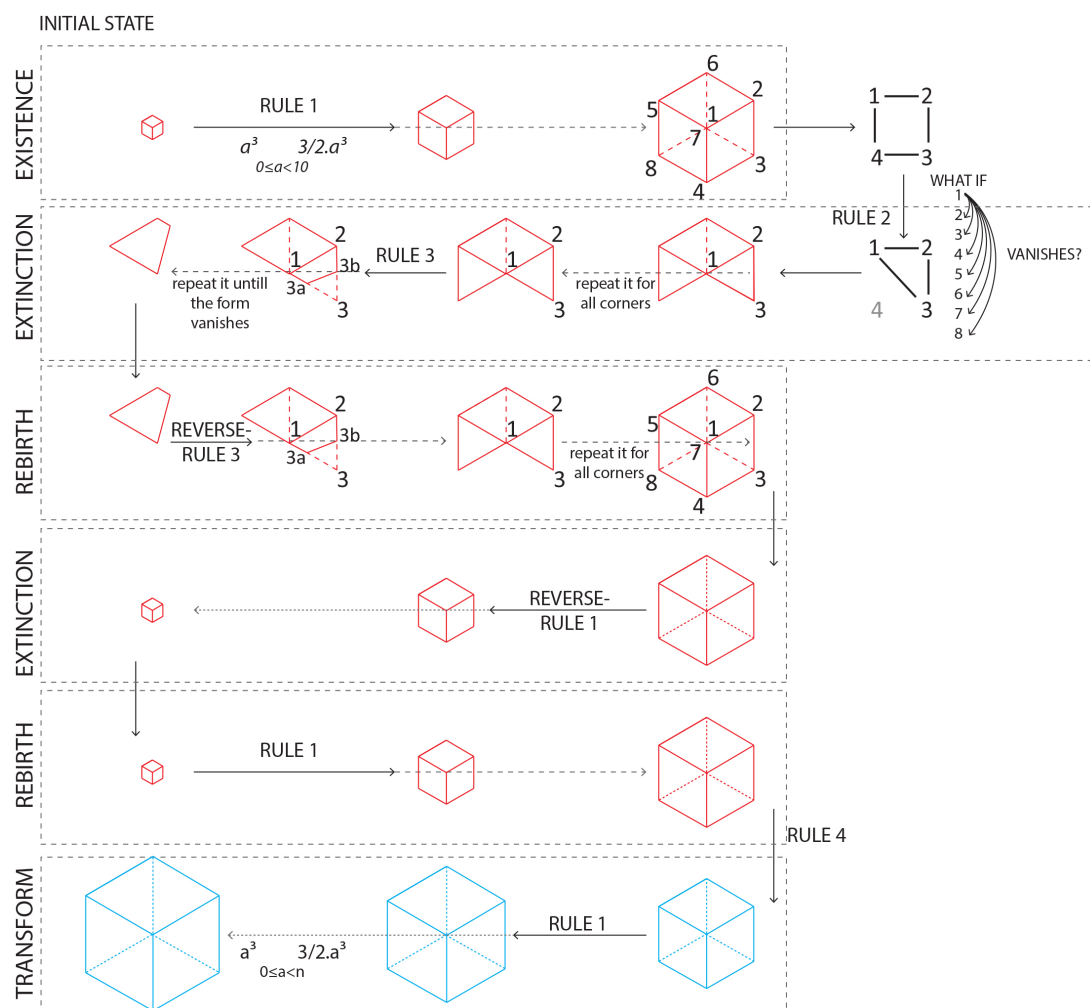 INITIAL STATE
EXISTENCE
RULE 1
a³ 3/2.a³
0≤a<10
6
5 2
1
7
8 3
4
1 2
4 3
WHAT IF
1
2
3
4
5
6
7
8
VANISHES?
RULE 2
1 2
4 3
EXTINCTION
2
1 3b
3a
3
RULE 3
repeat it untill
the form
vanishes
2
1
3
repeat it for
all corners
2
1
3
REBIRTH
REVERSE-
RULE 3
2
1 3b
3a
3
2
1
3
repeat it for
all corners
6
5 2
1
7
8 3
4
EXTINCTION
REVERSE-
RULE 1
REBIRTH
RULE 1
RULE 4
TRANSFORM
RULE 1
a³ 3/2.a³
0≤a<n